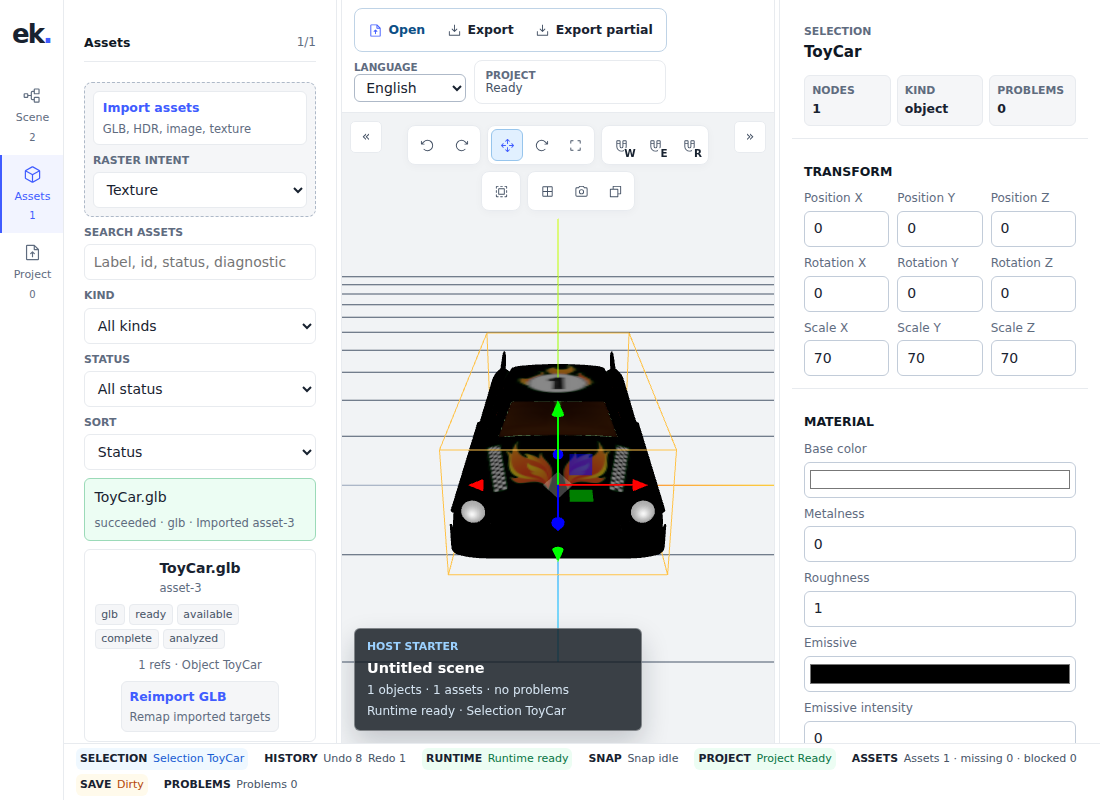 ek.
Scene
2
Assets
1
Project
0
Assets
1/1
Import assets
GLB, HDR, image, texture
RASTER INTENT
Texture
SEARCH ASSETS
Label, id, status, diagnostic
KIND
All kinds
STATUS
All status
SORT
Status
ToyCar.glb
succeeded · glb · Imported asset-3
ToyCar.glb
asset-3
glb ready available
complete analyzed
1 refs · Object ToyCar
Reimport GLB
Remap imported targets
Open Export Export partial
LANGUAGE
English
PROJECT
Ready
« »
W E R
1
HOST STARTER
Untitled scene
1 objects · 1 assets · no problems
Runtime ready · Selection ToyCar
SELECTION
ToyCar
NODES KIND PROBLEMS
1 object 0
TRANSFORM
Position X Position Y Position Z
0 0 0
Rotation X Rotation Y Rotation Z
0 0 0
Scale X Scale Y Scale Z
70 70 70
MATERIAL
Base color
Metalness
0
Roughness
1
Emissive
Emissive intensity
0
SELECTION Selection ToyCar HISTORY Undo 8 Redo 1 RUNTIME Runtime ready SNAP Snap idle PROJECT Project Ready ASSETS Assets 1 · missing 0 · blocked 0
SAVE Dirty PROBLEMS Problems 0